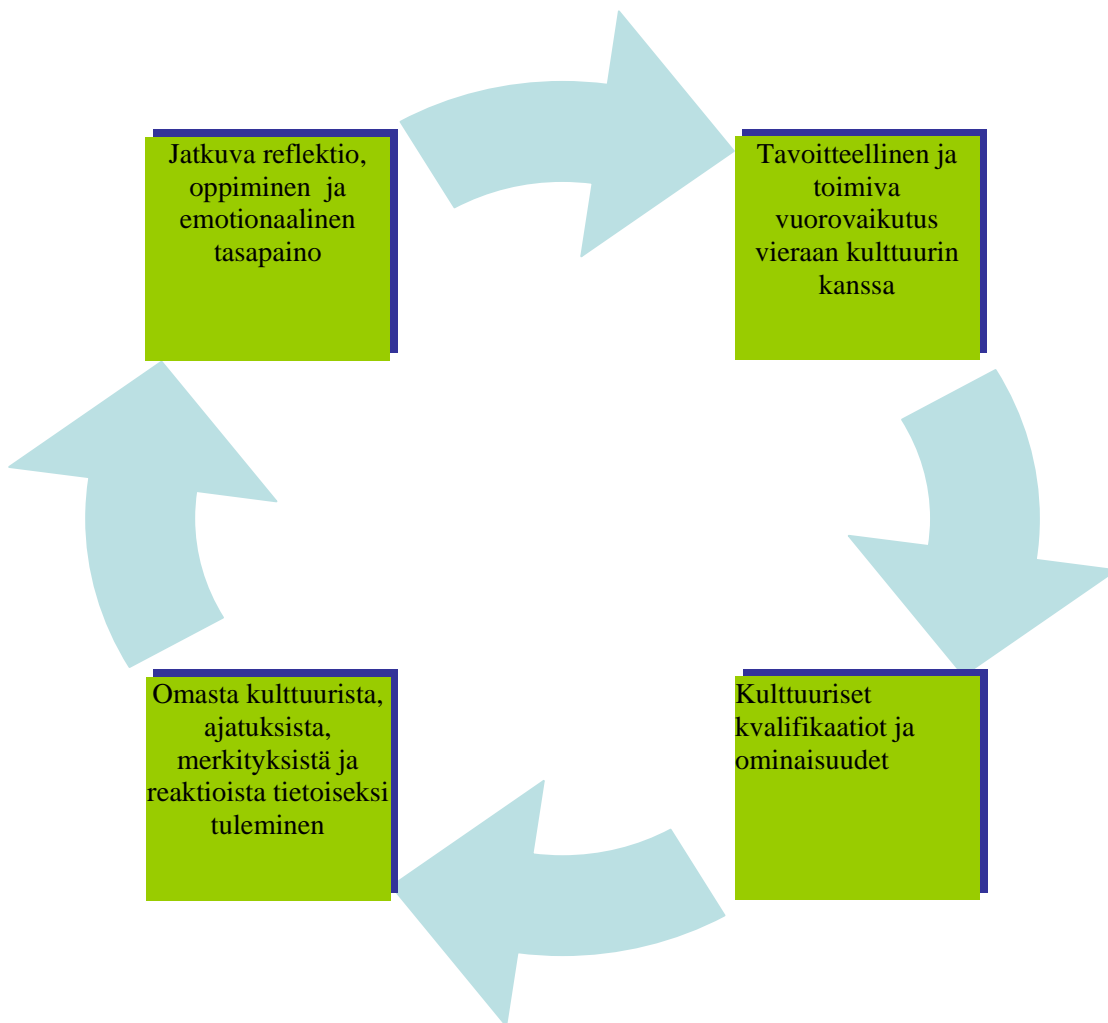 Jatkuva reflektio,
oppiminen ja
emotionaalinen
tasapaino
Tavoitteellinen ja
toimiva
vuorovaikutus
vieraan kulttuurin
kanssa
Omasta kulttuurista,
ajatuksista,
merkityksistä ja
reaktioista tietoiseksi
tuleminen
Kulttuuriset
kvalifikaatiot ja
ominaisuudet